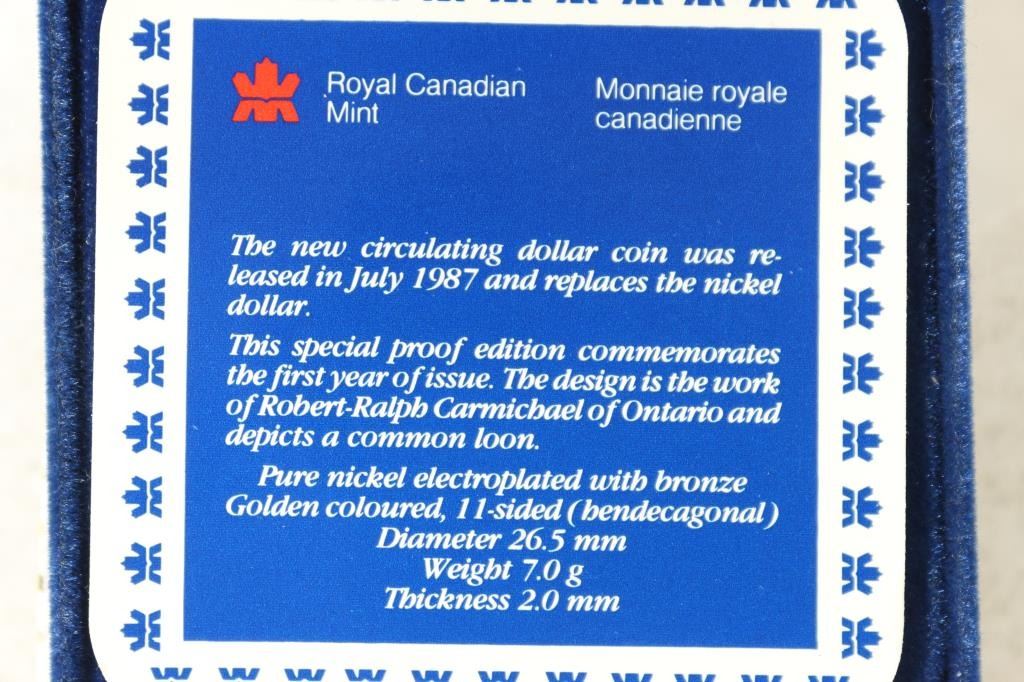 Royal Canadian
Mint
Monnaie royale
canadienne
The new circulating dollar coin was re-
leased in July 1987 and replaces the nickel
dollar.
This special proof edition commemorates
the first year of issue. The design is the work
of Robert-Ralph Carmichael of Ontario and
depicts a common loon.
Pure nickel electroplated with bronze
Golden coloured, 11-sided (hendecagonal)
Diameter 26.5 mm
Weight 7.0 g
Thickness 2.0 mm